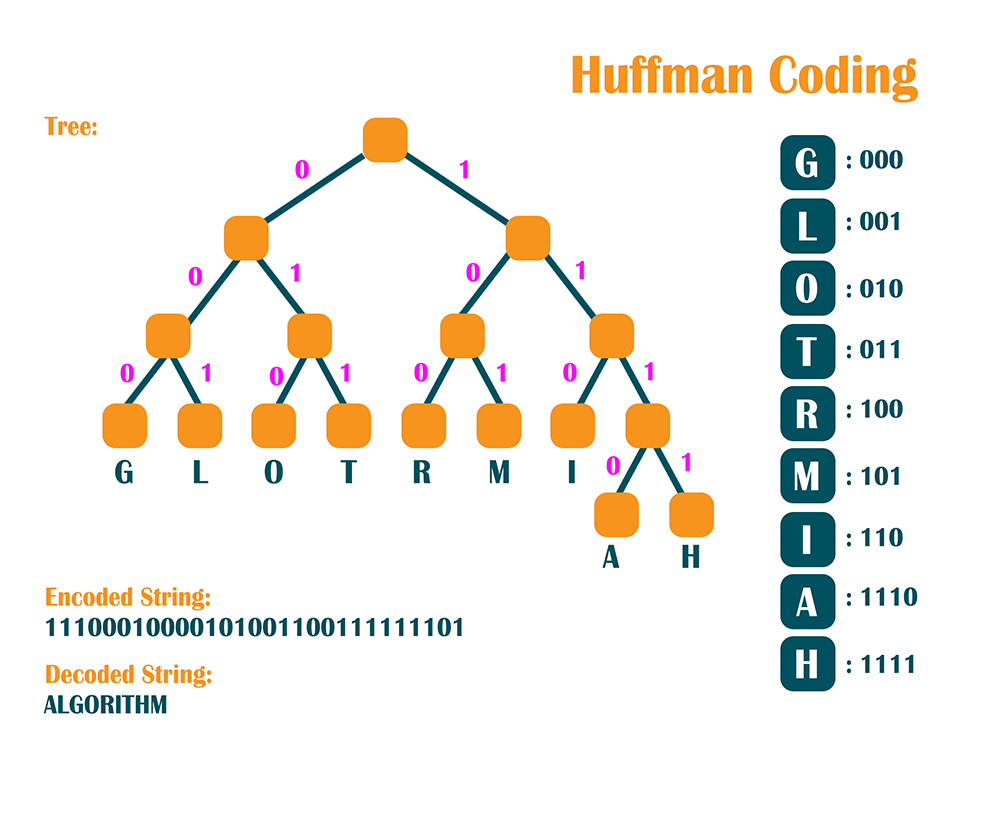 Huffman Coding
Tree:
0 1
0 1 0 1
0 1 0 1 0 1 0 1
G L O T R M I
0 1
A H
G : 000
L : 001
O : 010
T : 011
R : 100
M : 101
I : 110
A : 1110
H : 1111
Encoded String:
11100010000101001100111111101
Decoded String:
ALGORITHM